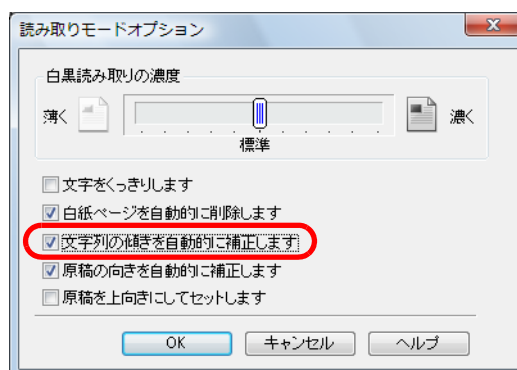 読み取りモードオプション
白黒読み取りの濃度
薄く 濃く
標準
文字をくっきりします
白紙ページを自動的に削除します
文字列の傾きを自動的に補正します
原稿の向きを自動的に補正します
原稿を上向きにしてセットします
OK キャンセル ヘルプ